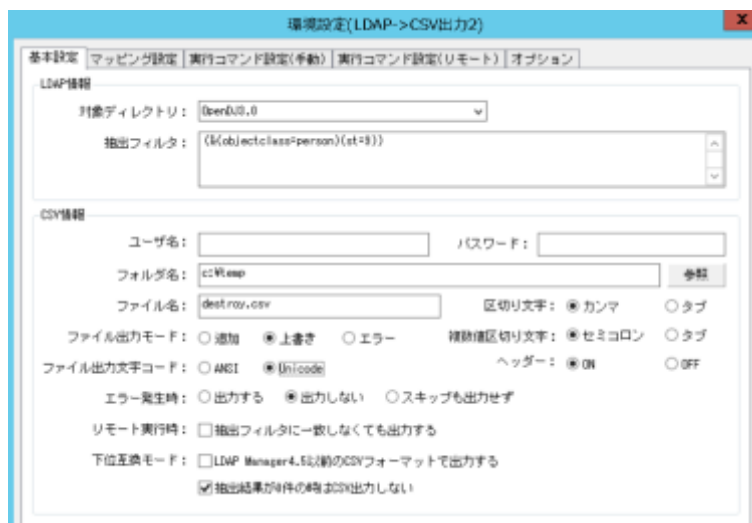 環境設定(LDAP->CSV出力2)
基本設定 マッピング設定 実行コマンド設定(手動) 実行コマンド設定(リモート) オプション
LDAP情報
対象ディレクトリ: OpenDJ3.0
抽出フィルタ: (&(objectclass=person)(st=9))
CSV情報
ユーザ名: パスワード:
フォルダ名: c:¥temp 参照
ファイル名: destroy.csv 区切り文字: カンマ タブ
ファイル出力モード: 追加 上書き エラー 複数値区切り文字: セミコロン タブ
ファイル出力文字コード: ANSI Unicode ヘッダー: ON OFF
エラー発生時: 出力する 出力しない スキップも出力せず
リモート実行時: 抽出フィルタに一致しなくても出力する
下位互換モード: LDAP Manager4.5以前のCSVフォーマットで出力する
抽出結果が0件の時はCSV出力しない